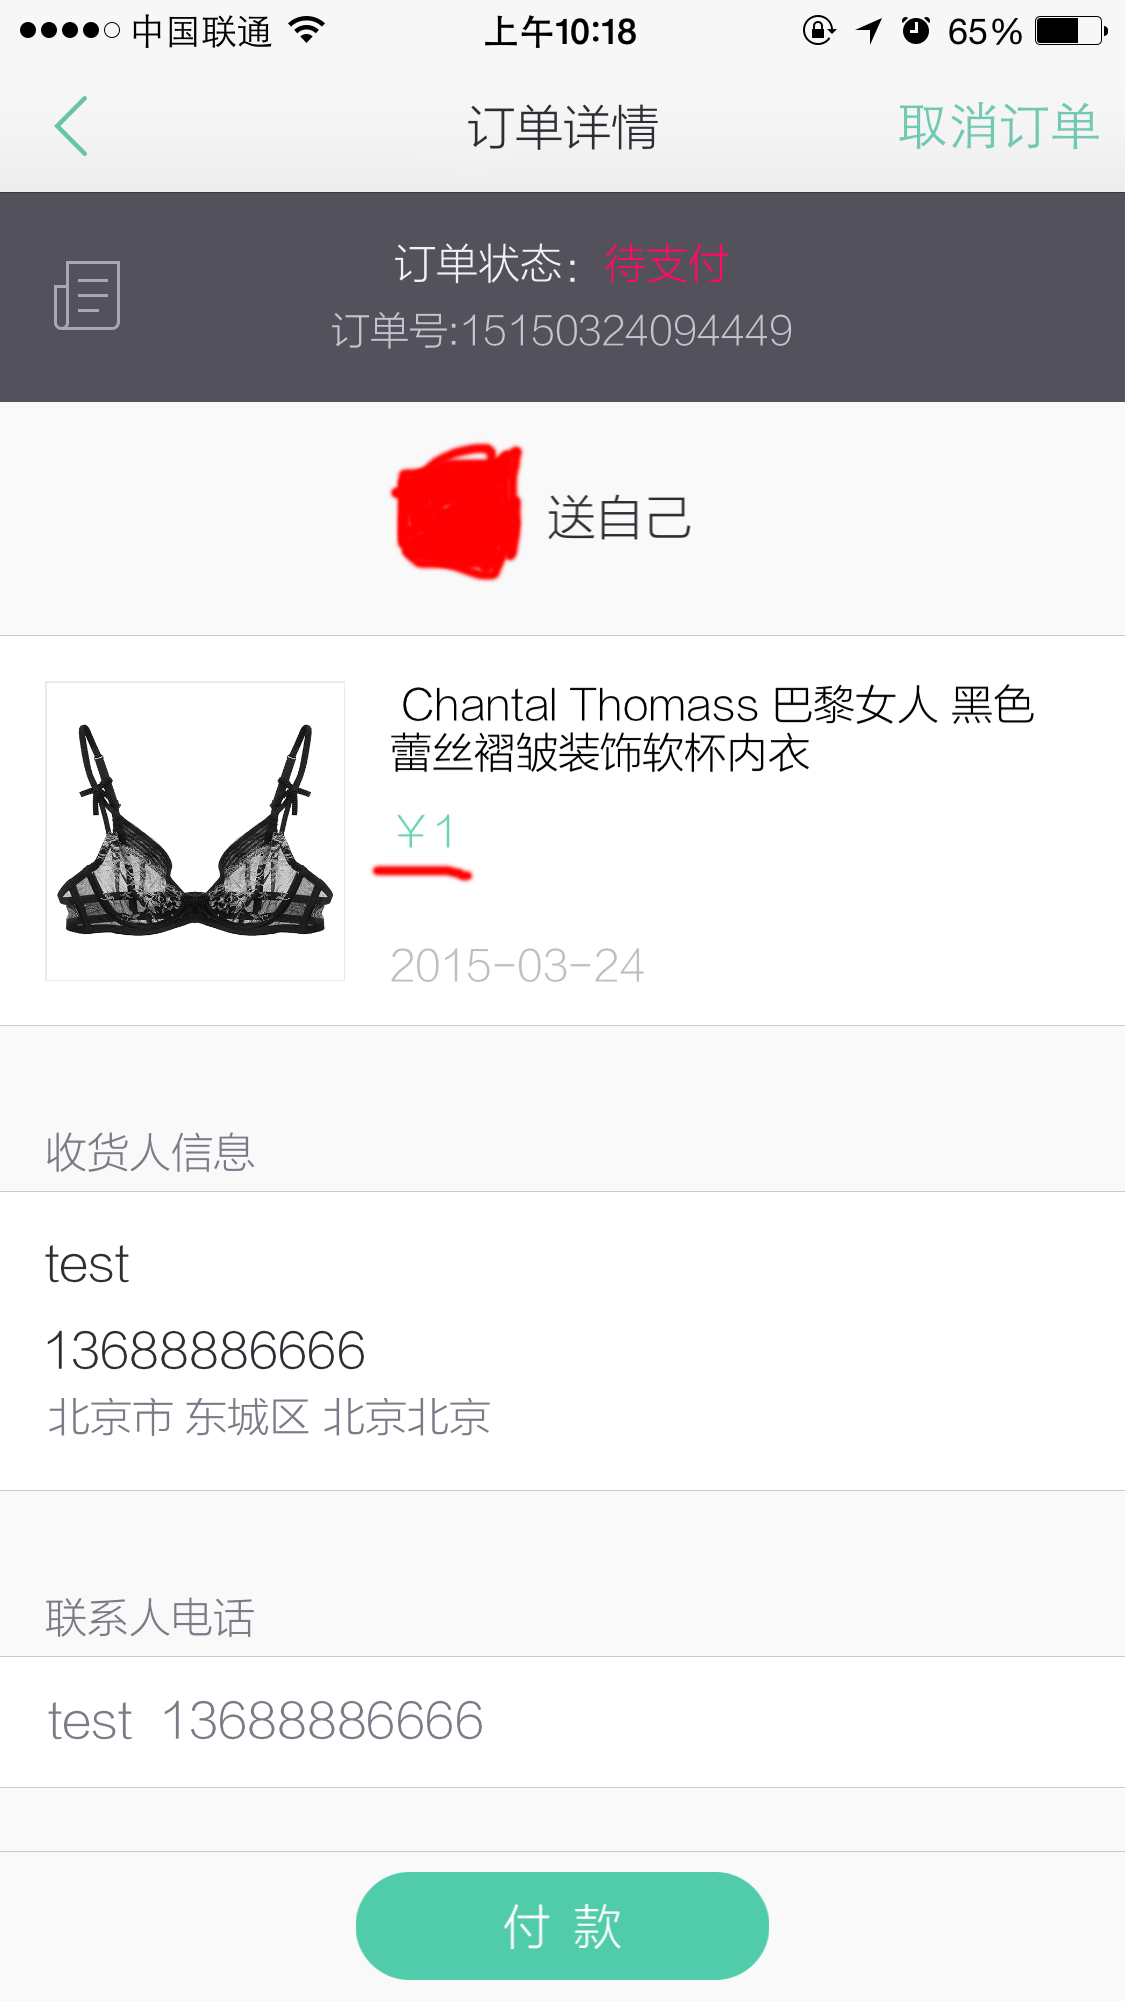 中国联通 上午10:18 65%
订单详情 取消订单
订单状态：待支付
订单号:15150324094449
送自己
Chantal Thomass 巴黎女人 黑色
蕾丝褶皱装饰软杯内衣
￥1
2015-03-24
收货人信息
test
13688886666
北京市 东城区 北京北京
联系人电话
test 13688886666
付 款